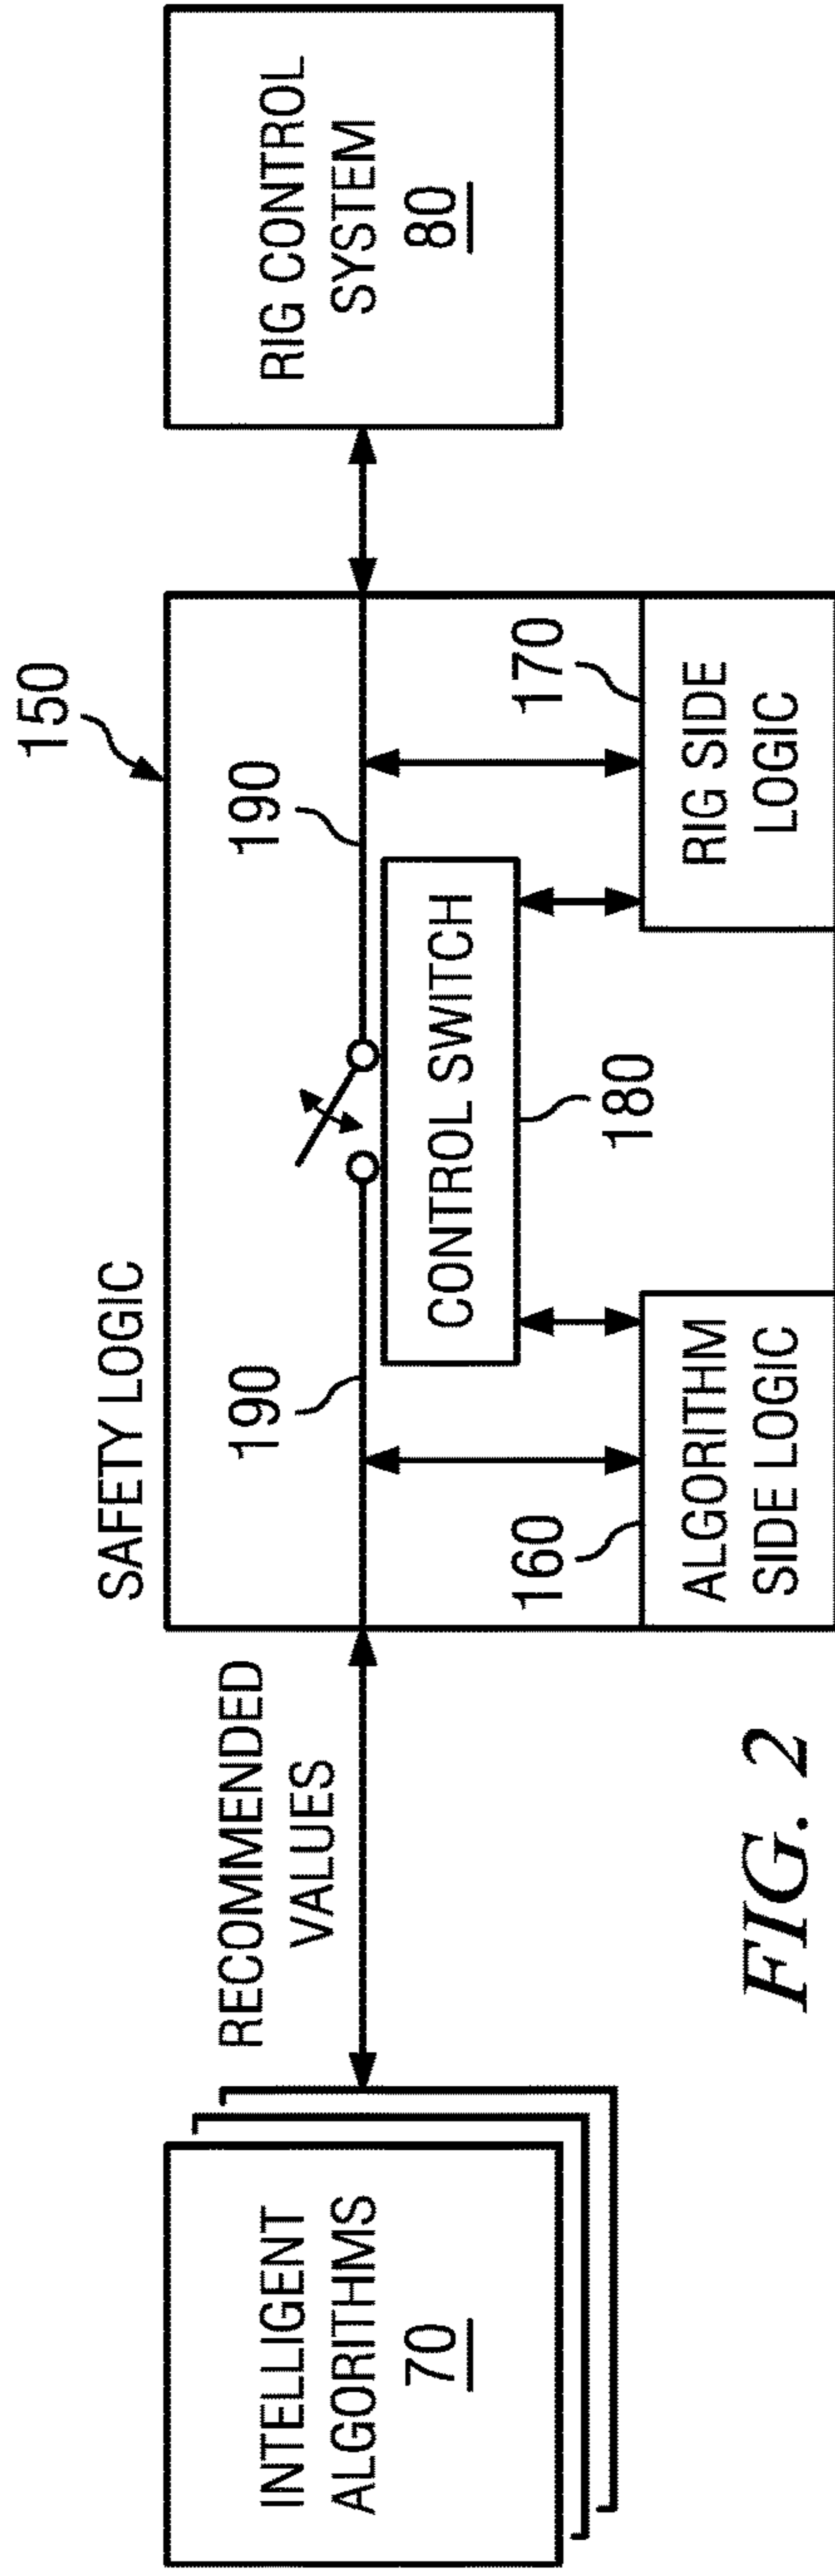 INTELLIGENT
ALGORITHMS
70
RECOMMENDED
VALUES
SAFETY LOGIC
150
190
190
CONTROL SWITCH
180
160
ALGORITHM
SIDE LOGIC
170
RIG SIDE
LOGIC
RIG CONTROL
SYSTEM
80
FIG. 2